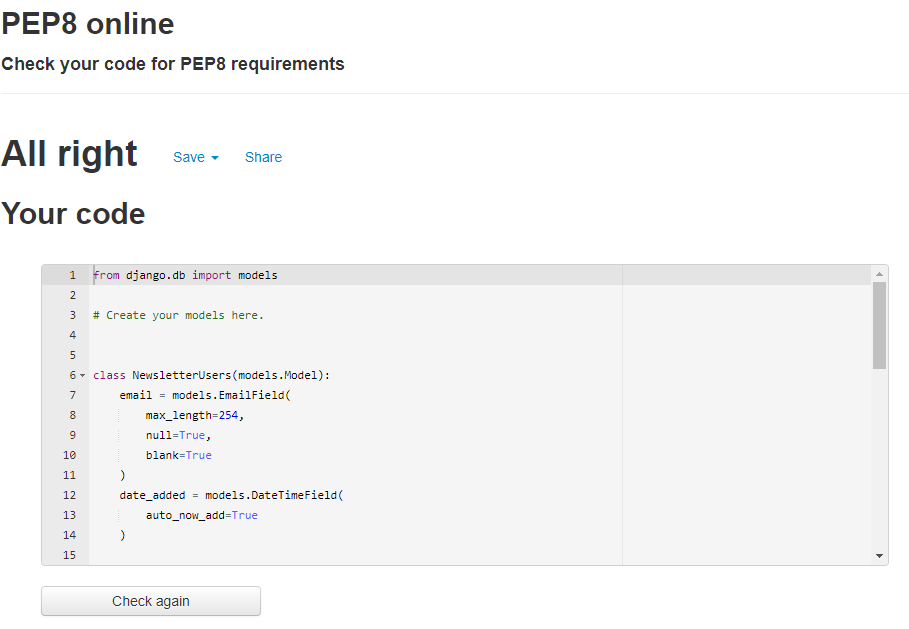 PEP8 online
Check your code for PEP8 requirements
All right Save Share
Your code
1 from django.db import models
2
3 # Create your models here.
4
5
6 class NewsletterUsers(models.Model):
7     email = models.EmailField(
8         max_length=254,
9         null=True,
10         blank=True
11     )
12     date_added = models.DateTimeField(
13         auto_now_add=True
14     )
15
Check again